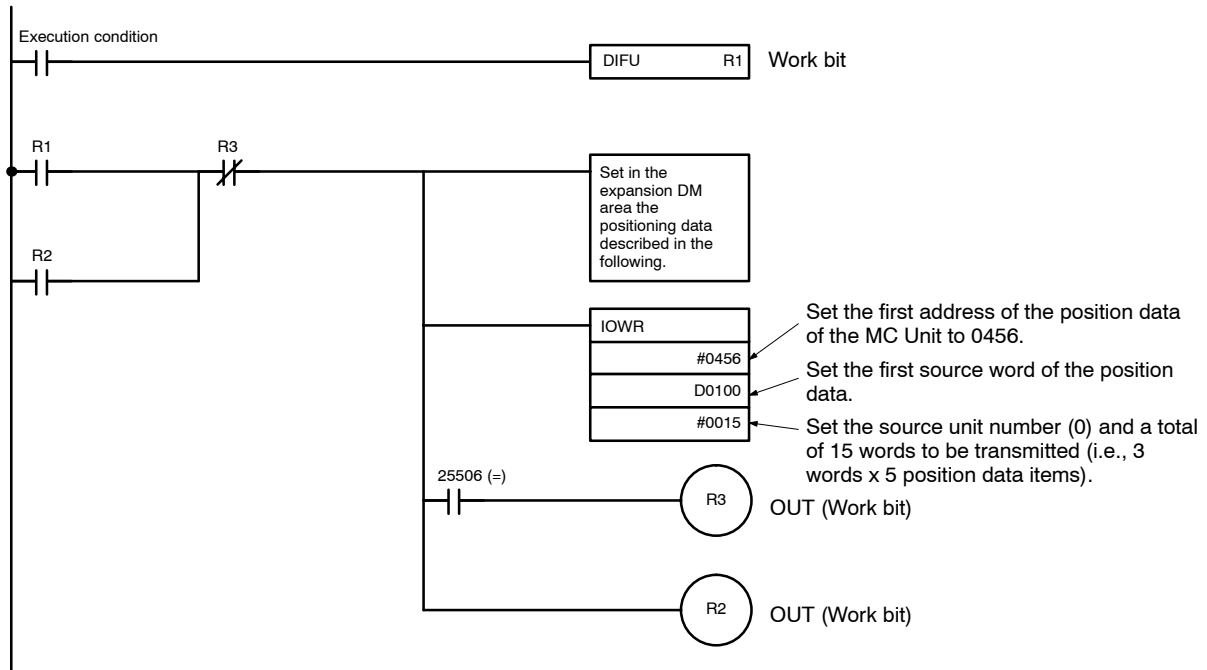 Execution condition
DIFU R1 Work bit
R1
R3
Set in the
expansion DM
area the
positioning data
described in the
following.
R2
IOWR
#0456
D0100
#0015
Set the first address of the position data
of the MC Unit to 0456.
Set the first source word of the position
data.
Set the source unit number (0) and a total
of 15 words to be transmitted (i.e., 3
words x 5 position data items).
25506 (=)
R3
OUT (Work bit)
R2
OUT (Work bit)